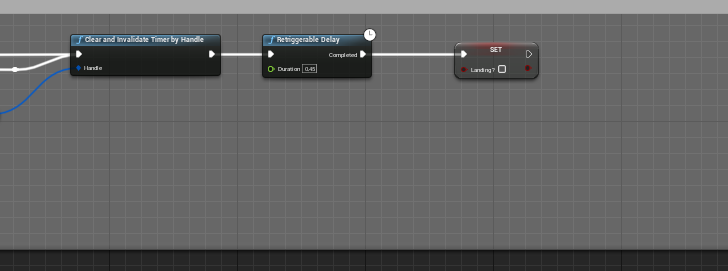 Clear and Invalidate Timer by Handle
Handle
Retriggerable Delay
Completed
Duration 0.45
SET
Landing?